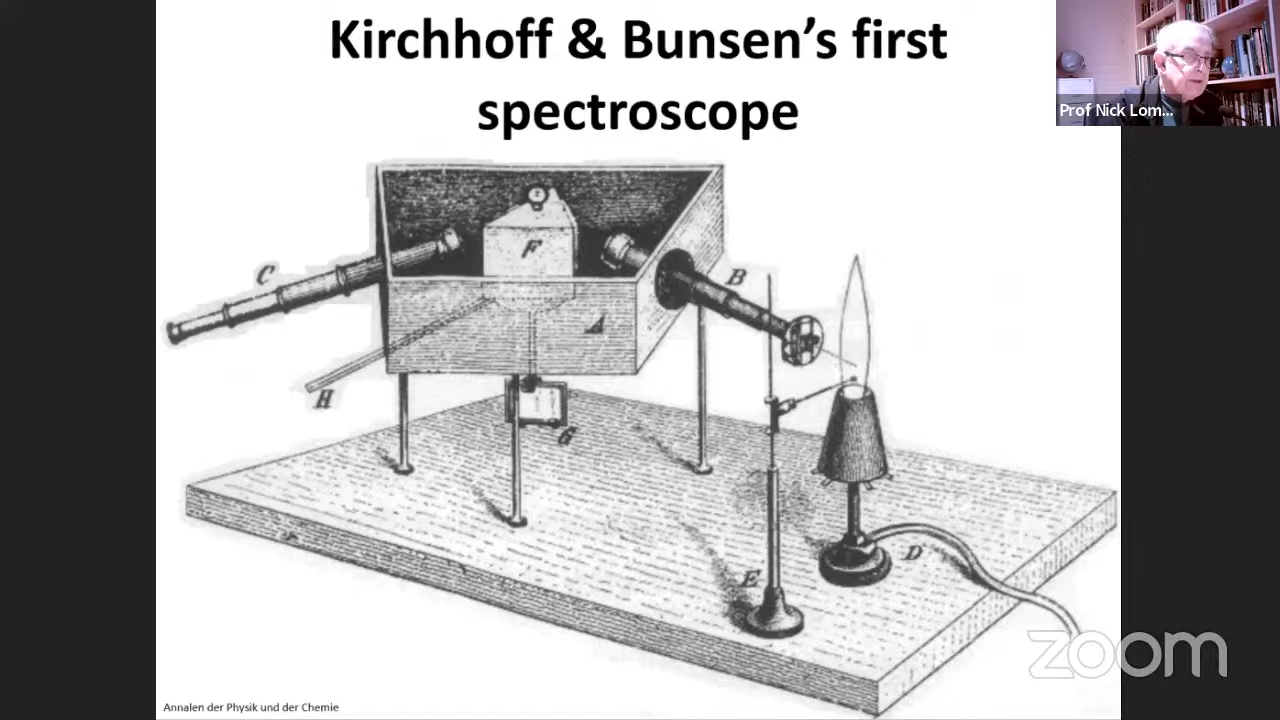 Kirchhoff & Bunsen's first
spectroscope
Prof Nick Lom...
C
F
B
A
H
G
D
E
zoom
Annalen der Physik und der Chemie